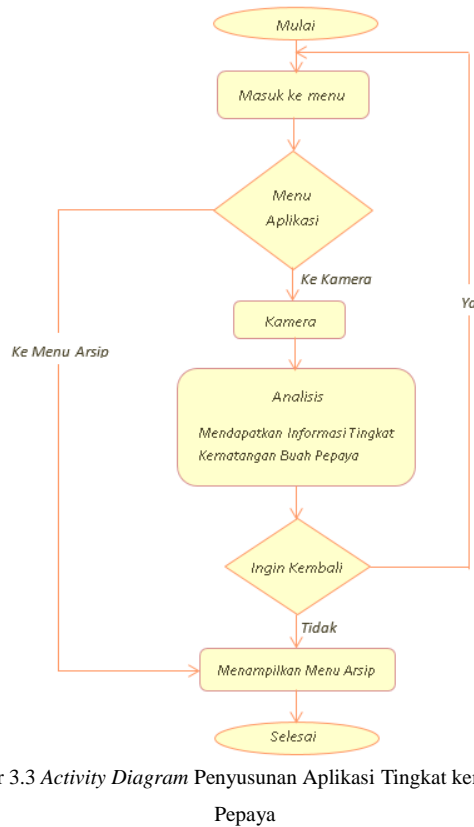 Mulai
Masuk ke menu
Menu
Aplikasi
Ke Kamera
Kamera
Ya
Ke Menu Arsip
Analisis
Mendapatkan Informasi Tingkat
Kematangan Buah Pepaya
Ingin Kembali
Tidak
Menampilkan Menu Arsip
Selesai
3.3 Activity Diagram Penyusunan Aplikasi Tingkat
Pepaya